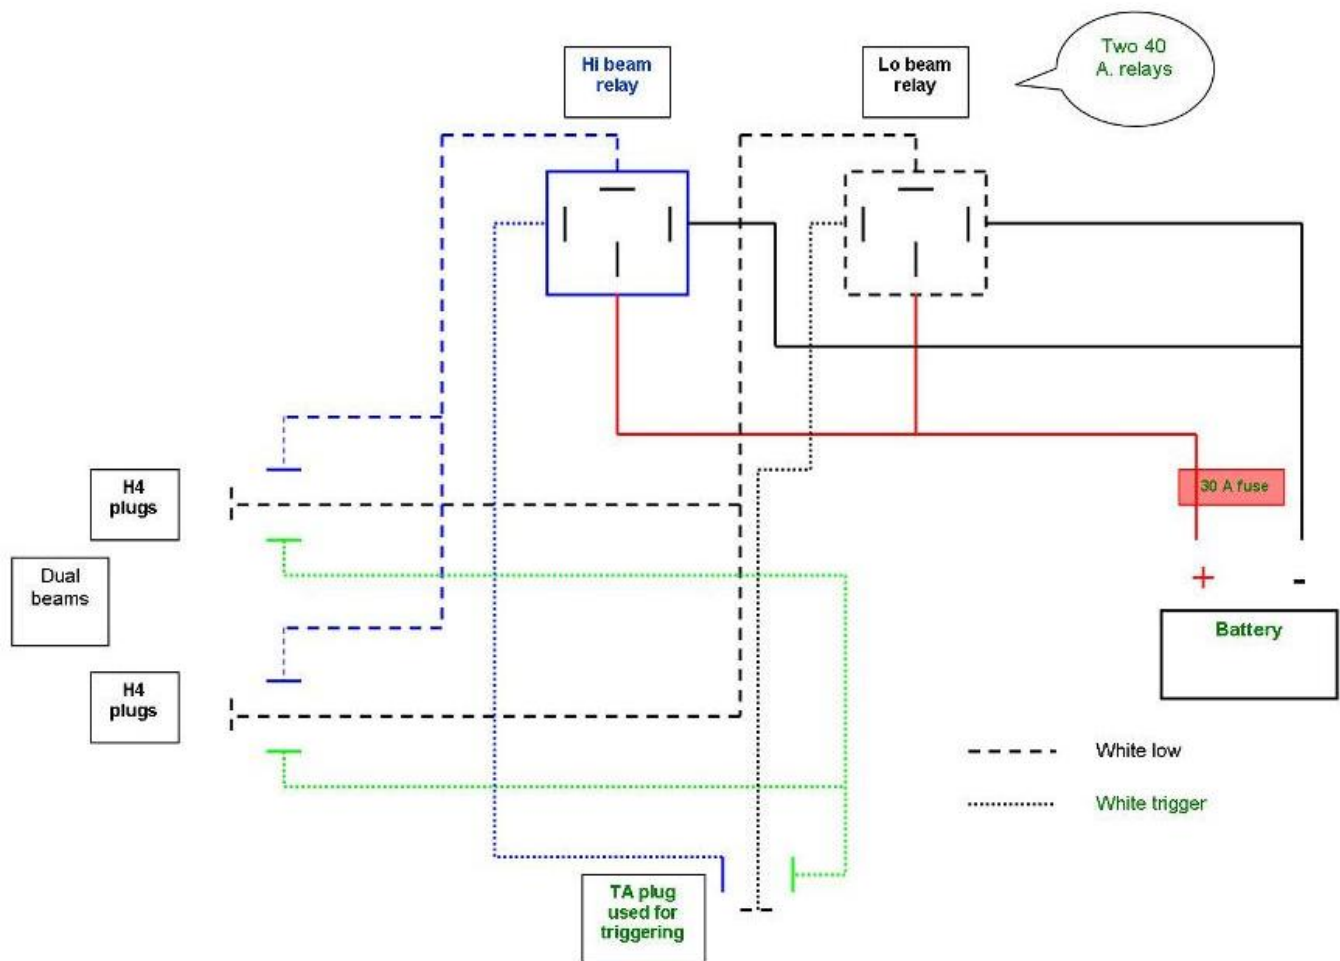 Hi beam
relay
Lo beam
relay
Two 40
A. relays
H4
plugs
30 A fuse
Dual
beams
+
-
Battery
H4
plugs
White low
White trigger
TA plug
used for
triggering